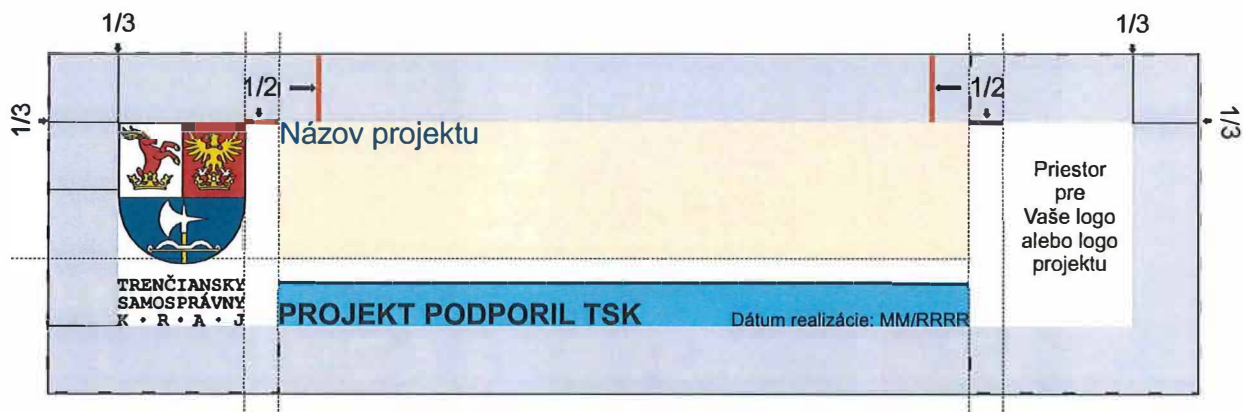 1/3
1/3
1/2
1/2
1/3
1/3
Názov projektu
Priestor
pre
Vaše logo
alebo logo
projektu
TRENČIANSKY
SAMOSPRÁVNY
K • R • A • J
PROJEKT PODPORIL TSK
Dátum realizácie: MM/RRRR